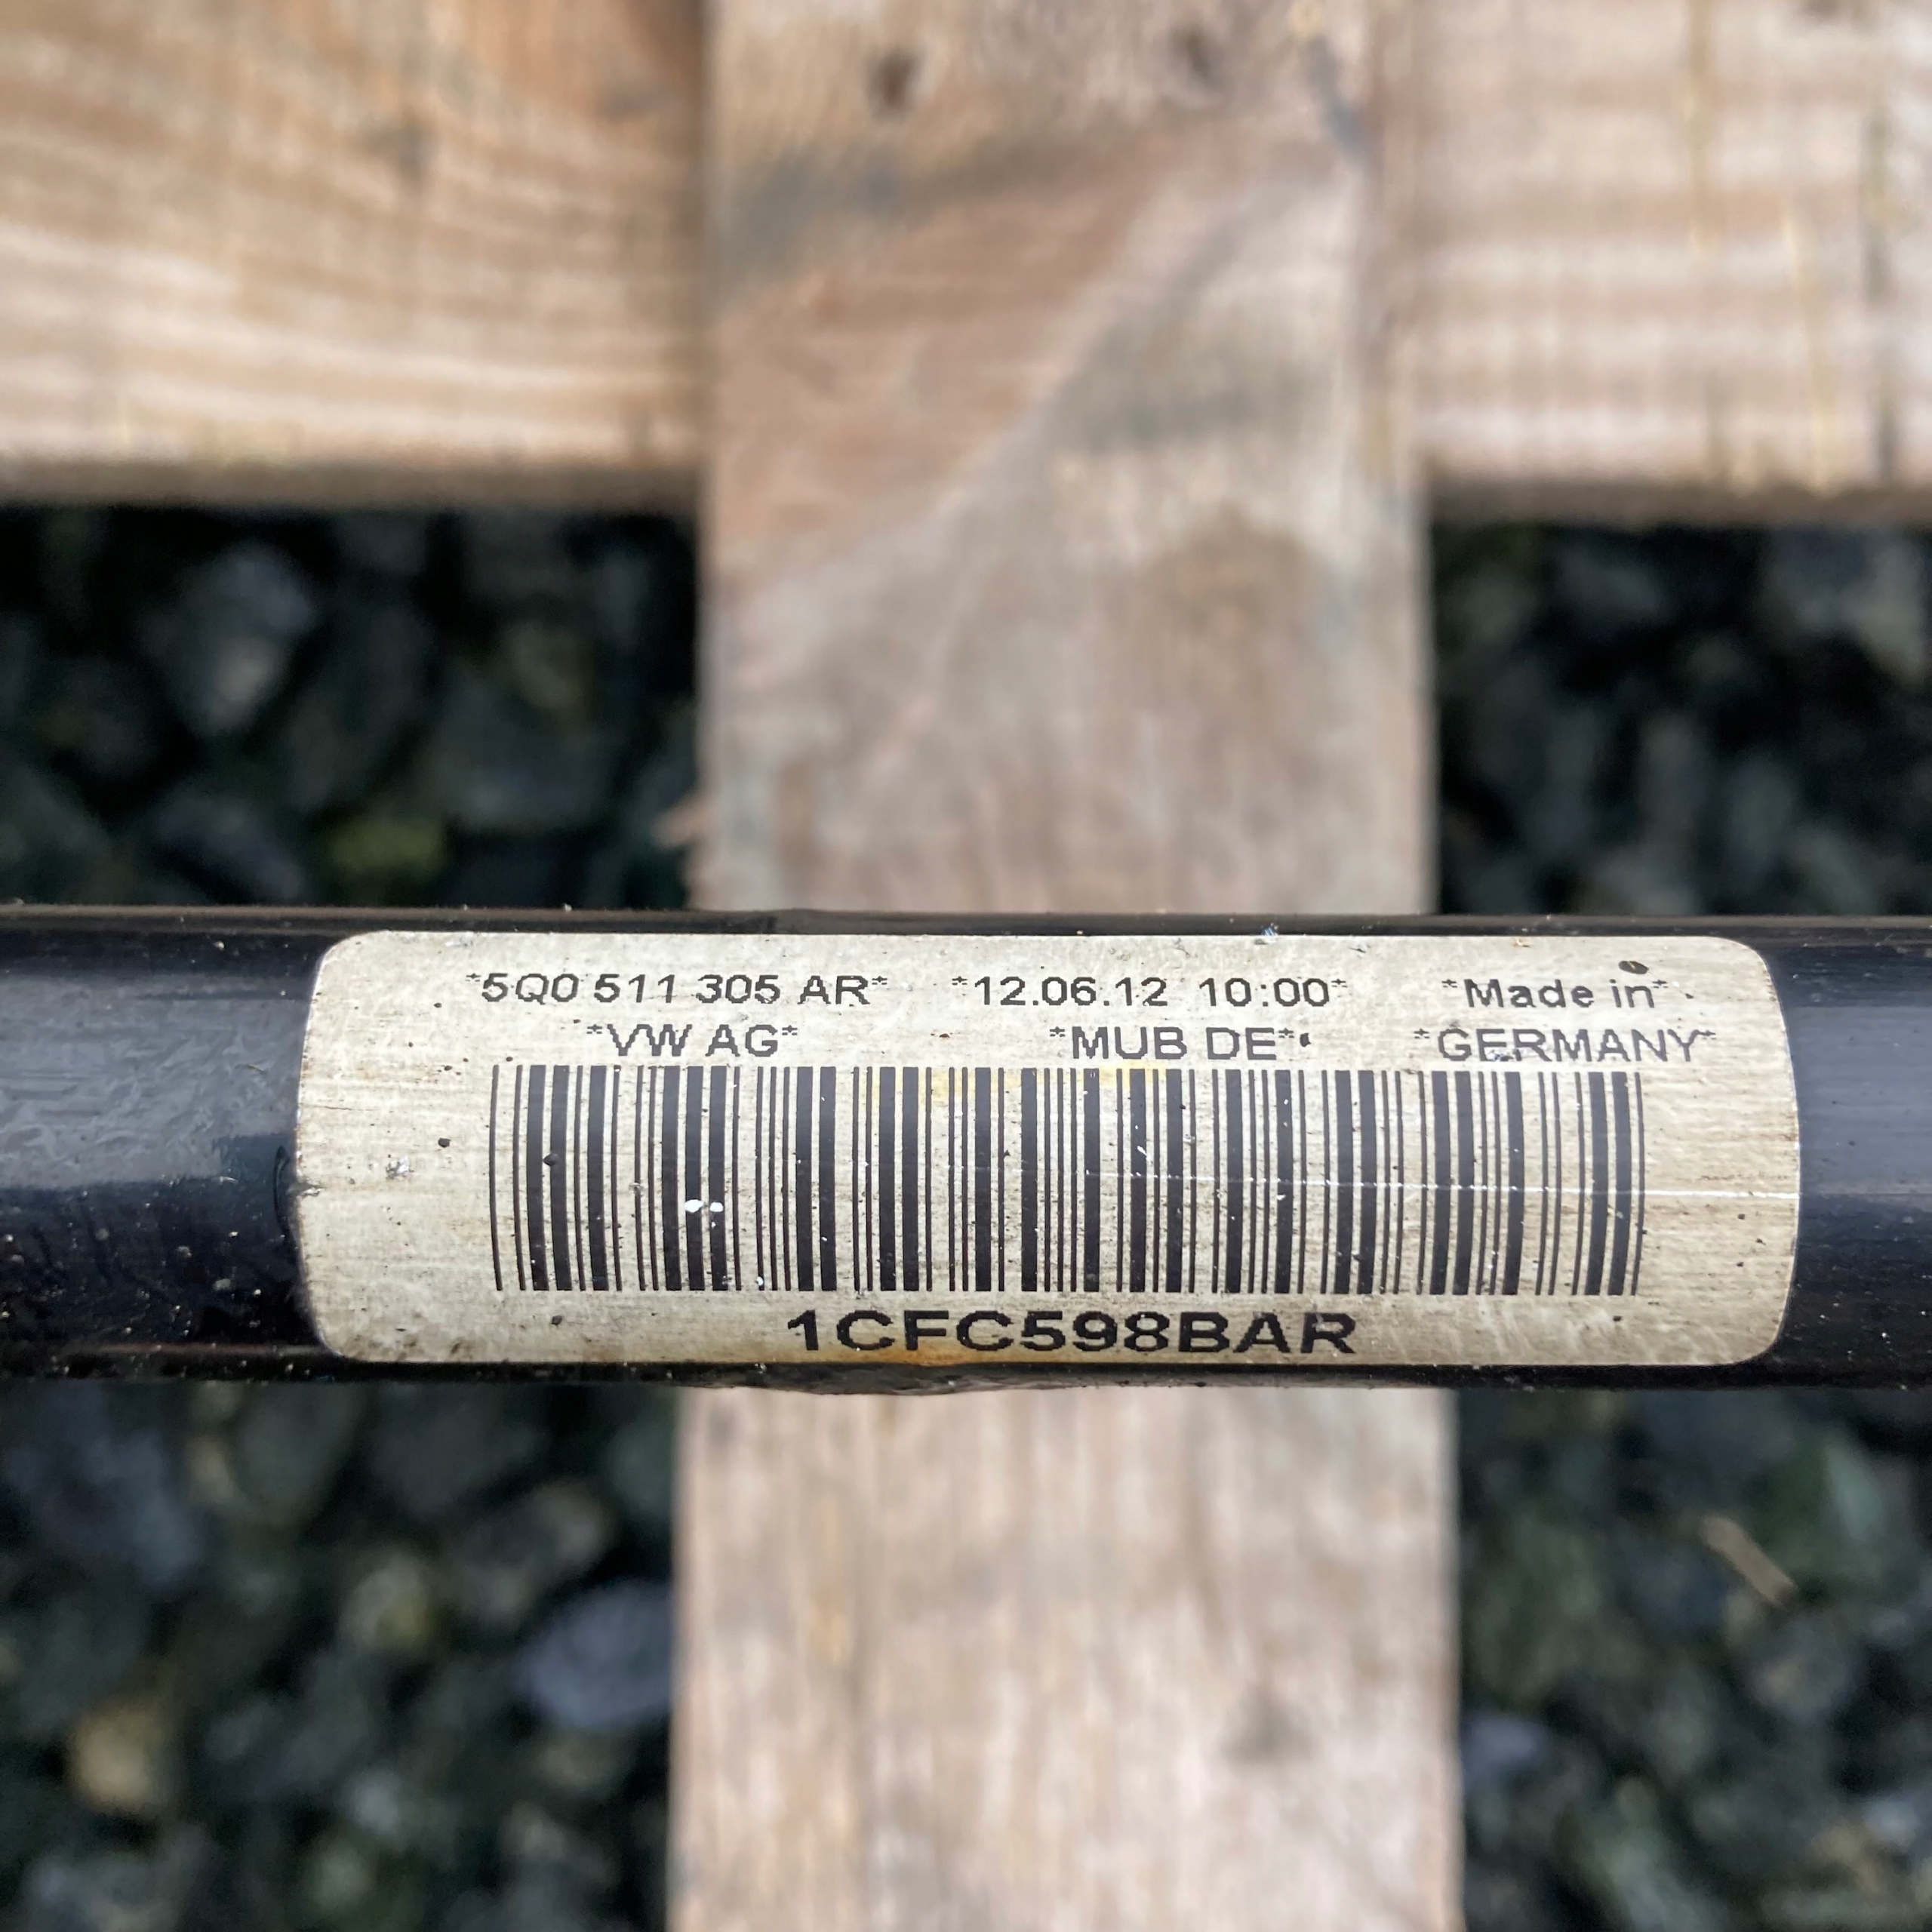 *5Q0 511 305 AR* *12.06.12 10:00* *Made in*
*VW AG* *MUB DE* *GERMANY*
1CFC598BAR